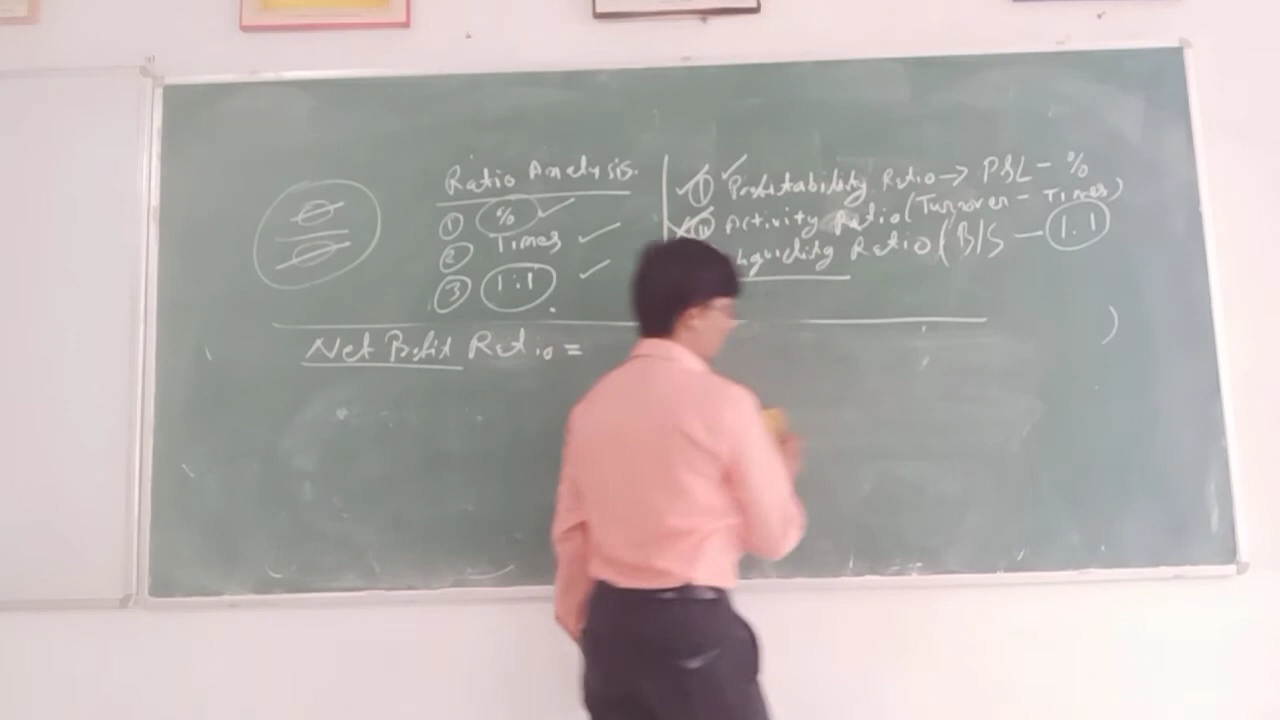 Ratio Analysis.
① %
② Times
③ 1:1
① Profitability Ratio → P&L - %
② Activity Ratio (Turnover - Times)
Liquidity Ratio (B/S - 1:1
)
Net Profit Ratio =